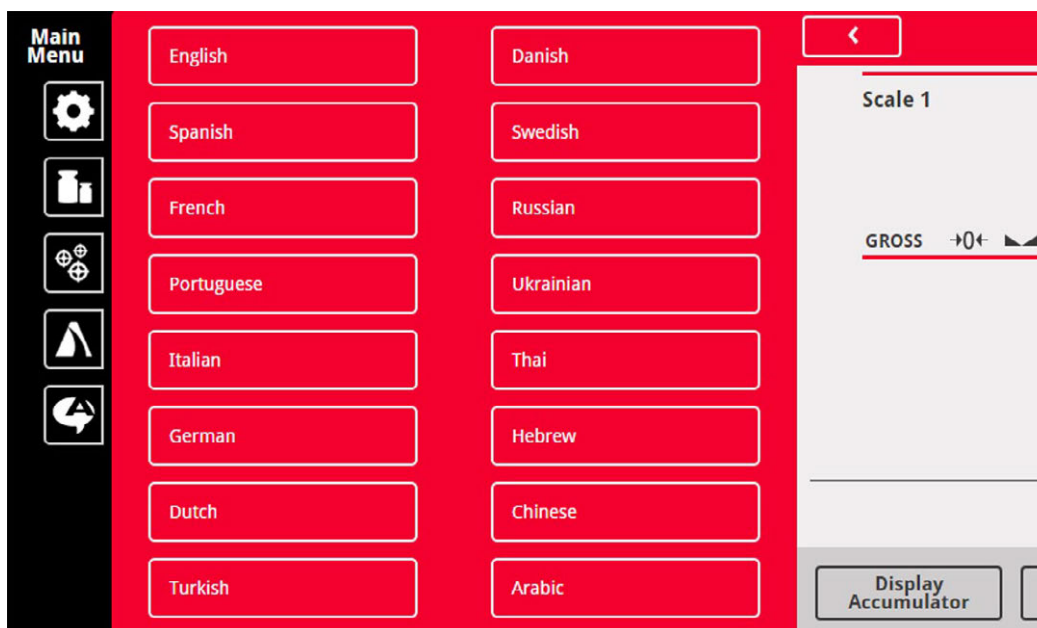 Main
Menu
English
Danish
Spanish
Swedish
French
Russian
Portuguese
Ukrainian
Italian
Thai
German
Hebrew
Dutch
Chinese
Turkish
Arabic
Scale 1
GROSS →0←
Display
Accumulator